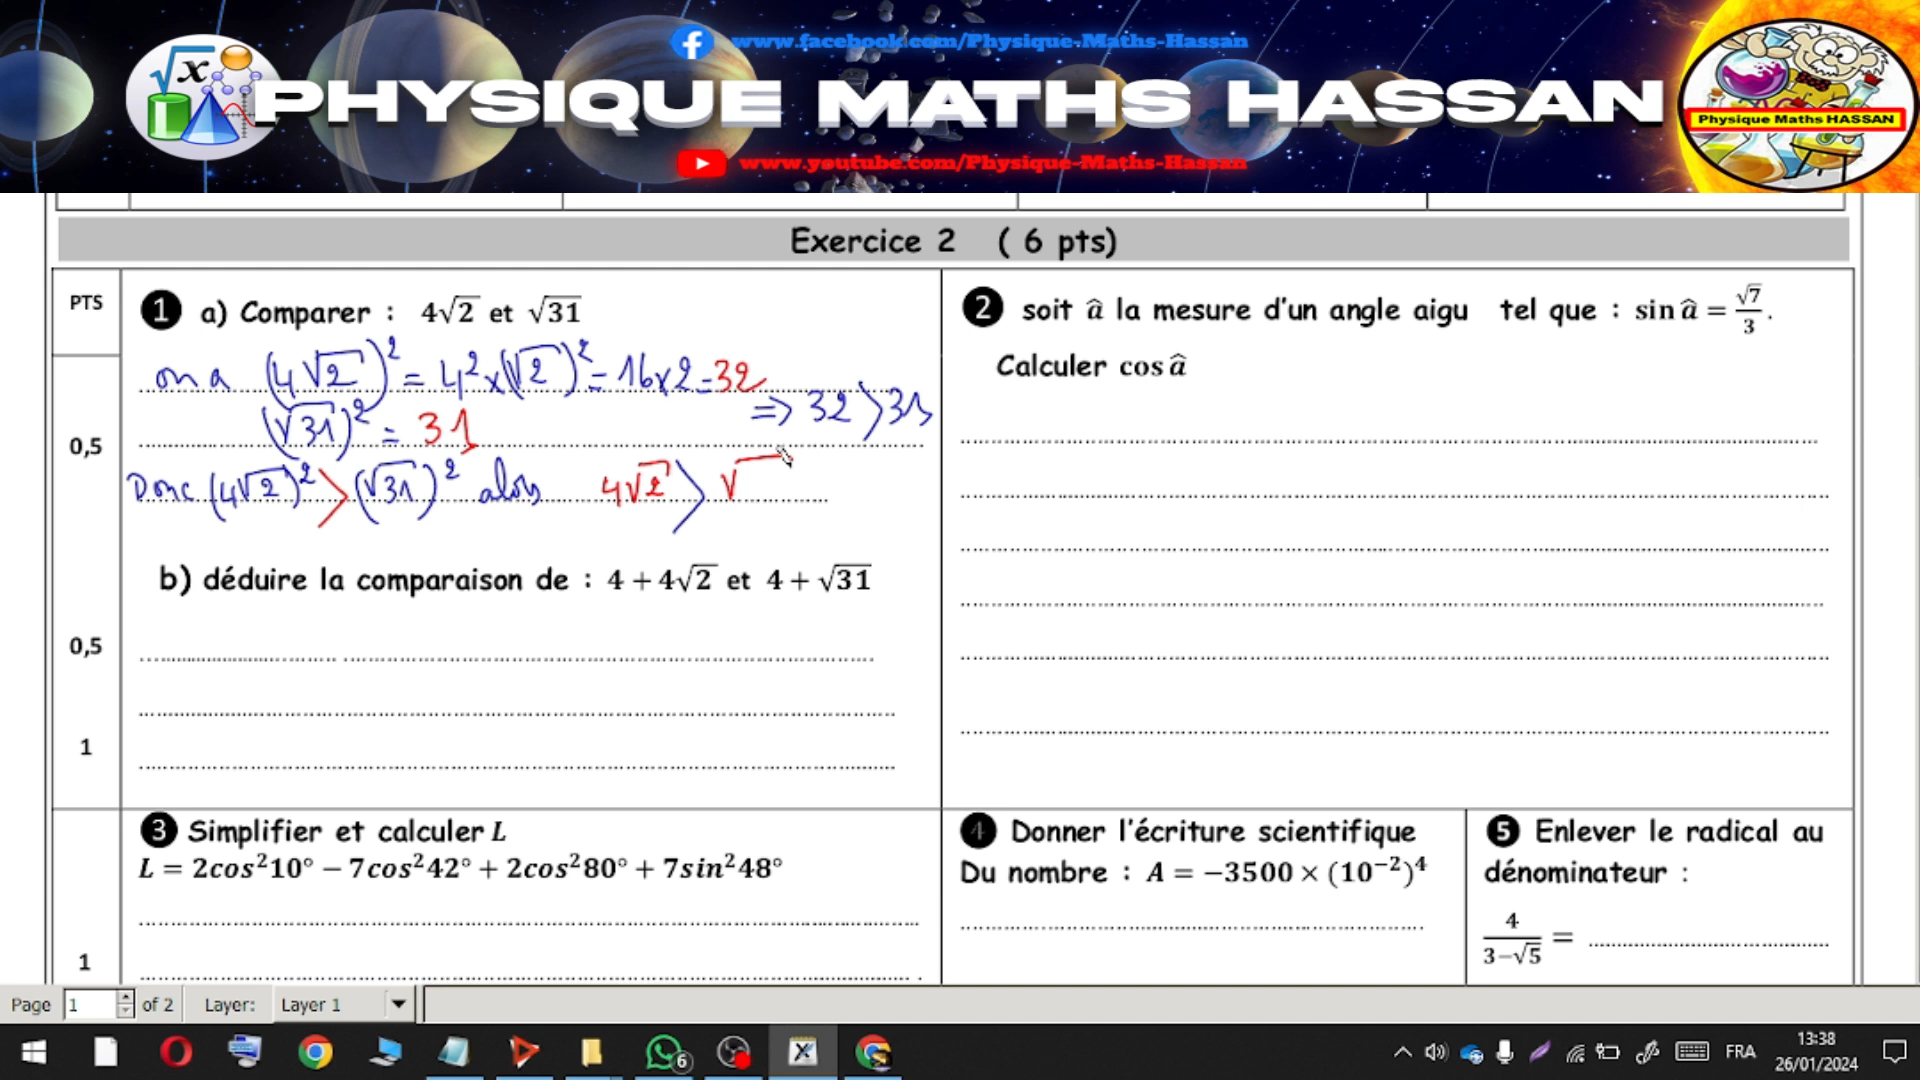 www.facebook.com/Physique-Maths-Hassan
PHYSIQUE MATHS HASSAN
Physique Maths HASSAN
www.youtube.com/Physique-Maths-Hassan
Exercice 2 ( 6 pts)
PTS
1 a) Comparer : 4√2 et √31
on a (4√2)² = 4² x (√2)² = 16x2 = 32
(√31)² = 31
=> 32 > 31
0,5
Donc (4√2)² > (√31)² alors 4√2 > √
b) déduire la comparaison de : 4 + 4√2 et 4 + √31
0,5
1
2 soit â la mesure d'un angle aigu tel que : sin â = √7/3 .
Calculer cos â
3 Simplifier et calculer L
L = 2cos²10° − 7cos²42° + 2cos²80° + 7sin²48°
1
4 Donner l'écriture scientifique
Du nombre : A = −3500 × (10⁻²)⁴
5 Enlever le radical au
dénominateur :
4/(3−√5) =
Page 1 of 2 Layer: Layer 1
6
FRA
13:38
26/01/2024